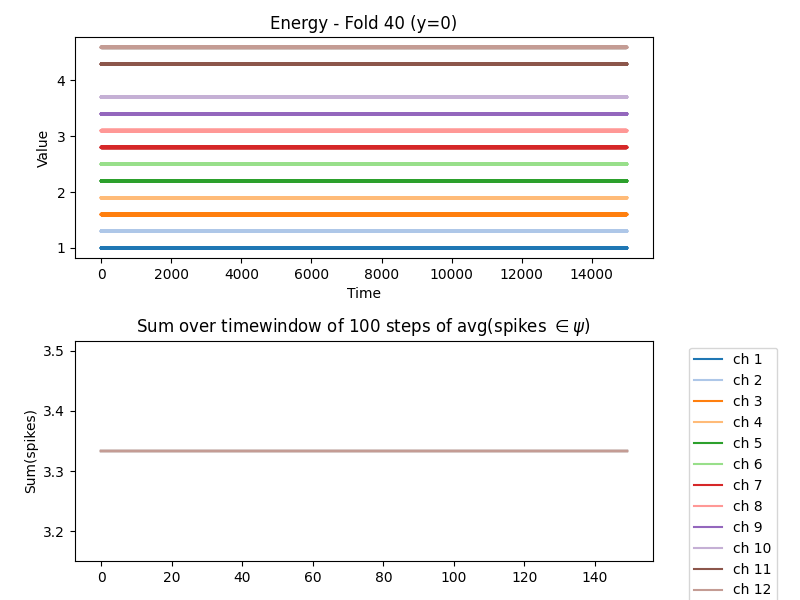 Energy - Fold 40 (y=0)
Value
4
3
2
1
0 2000 4000 6000 8000 10000 12000 14000
Time
Sum over timewindow of 100 steps of avg(spikes ∈ψ)
Sum(spikes)
3.5
3.4
3.3
3.2
0 20 40 60 80 100 120 140
ch 1
ch 2
ch 3
ch 4
ch 5
ch 6
ch 7
ch 8
ch 9
ch 10
ch 11
ch 12